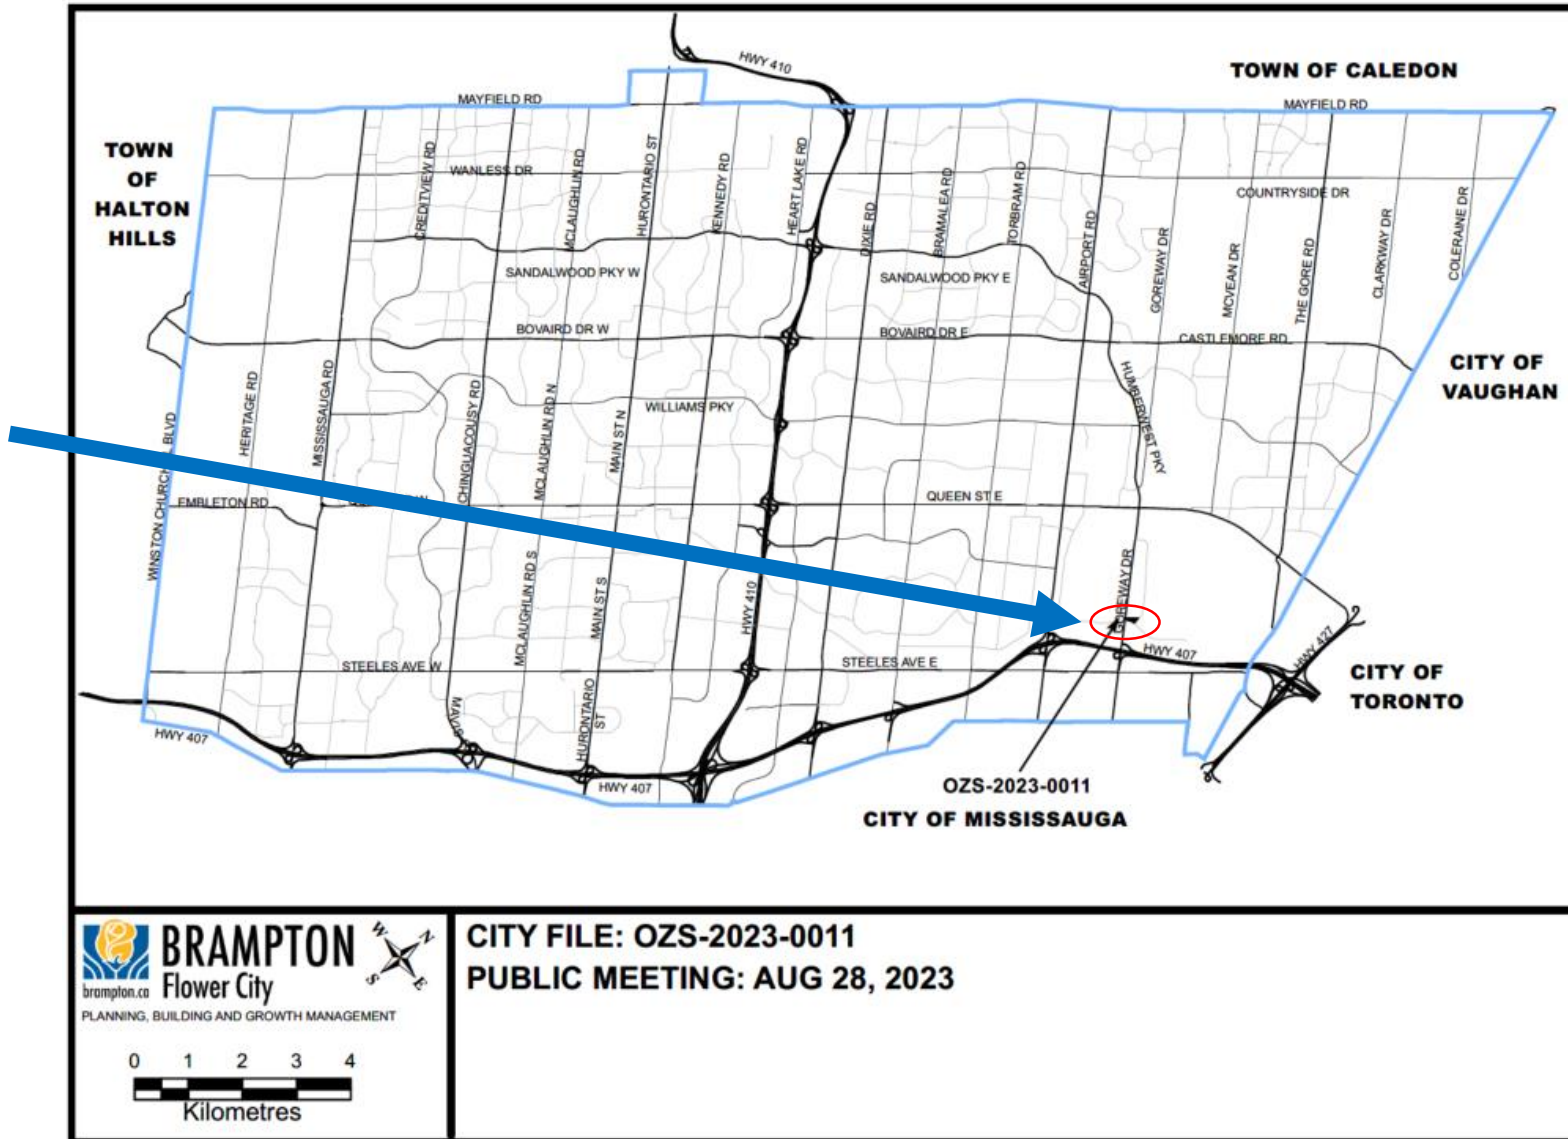 HWY 410
TOWN OF CALEDON
MAYFIELD RD
MAYFIELD RD
TOWN
OF
HALTON
HILLS
CREDITVIEW RD
WANLESS DR
MCLAUGHLIN RD
HURONTARIO ST
KENNEDY RD
HEART LAKE RD
DIXIE RD
BRAMALEA RD
TORBRAM RD
AIRPORT RD
GOREWAY DR
MCVEAN DR
THE GORE RD
COUNTRYSIDE DR
CLARKWAY DR
COLERAINE DR
SANDALWOOD PKY W
SANDALWOOD PKY E
BOVAIRD DR W
BOVAIRD DR E
CASTLEMORE RD
CITY OF
VAUGHAN
WINSTON CHURCHILL BLVD
HERITAGE RD
MISSISSAUGA RD
CHINGUACOUSY RD
MCLAUGHLIN RD N
MAIN ST N
WILLIAMS PKY
HUMBERWEST PKY
EMBLETON RD
W
QUEEN ST E
MCLAUGHLIN RD S
MAIN ST S
HWY 410
GOREWAY DR
STEELES AVE W
STEELES AVE E
HWY 407
HWY 427
CITY OF
TORONTO
HURONTARIO
ST
HWY 407
HWY 407
OZS-2023-0011
CITY OF MISSISSAUGA
BRAMPTON
Flower City
brampton.ca
PLANNING, BUILDING AND GROWTH MANAGEMENT
W
N
S
E
0 1 2 3 4
Kilometres
CITY FILE: OZS-2023-0011
PUBLIC MEETING: AUG 28, 2023